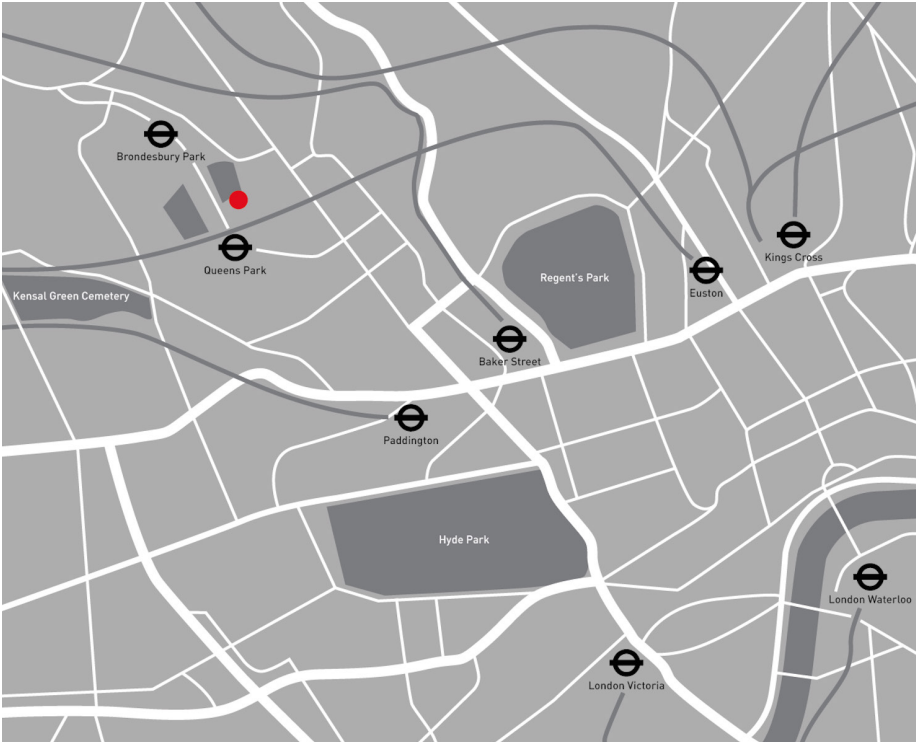 Brondesbury Park
Queens Park
Kings Cross
Regent's Park
Euston
Kensal Green Cemetery
Baker Street
Paddington
Hyde Park
London Waterloo
London Victoria